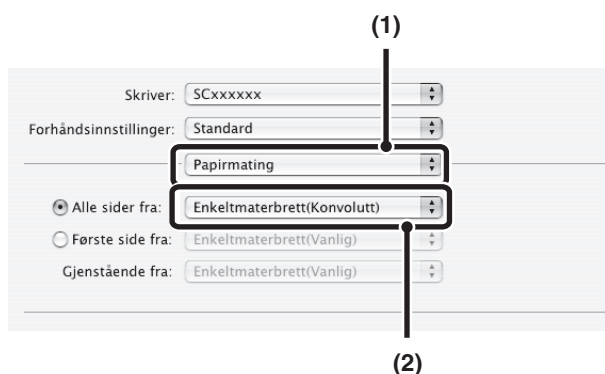 (1)
Skriver: SCxxxxxx
Forhåndsinnstillinger: Standard
Papirmating
Alle sider fra: Enkeltmaterbrett(Konvolutt)
Første side fra: Enkeltmaterbrett(Vanlig)
Gjenstående fra: Enkeltmaterbrett(Vanlig)
(2)